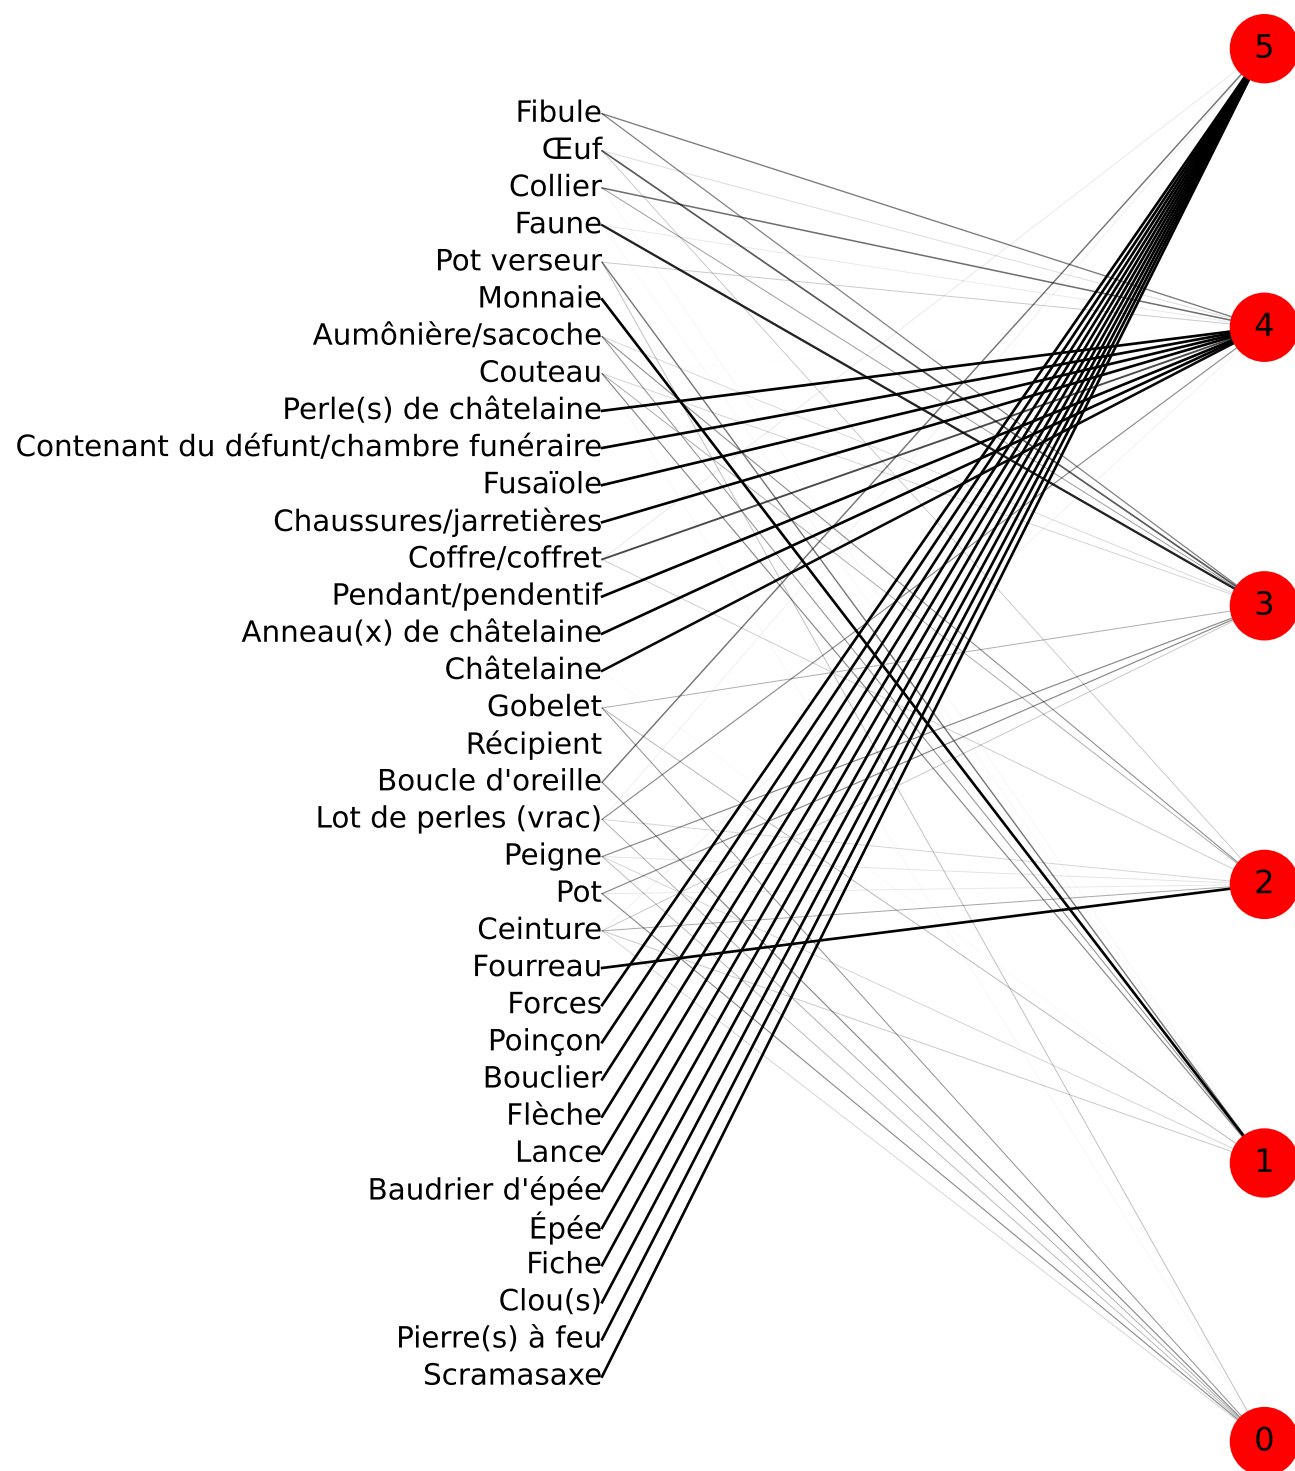 5
Fibule
Œuf
Collier
Faune
Pot verseur
Monnaie
Aumônière/sacoche
4
Couteau
Perle(s) de châtelaine
Contenant du défunt/chambre funéraire
Fusaïole
Chaussures/jarretières
Coffre/coffret
Pendant/pendentif
3
Anneau(x) de châtelaine
Châtelaine
Gobelet
Récipient
Boucle d'oreille
Lot de perles (vrac)
Peigne
2
Pot
Ceinture
Fourreau
Forces
Poinçon
Bouclier
Flèche
Lance
1
Baudrier d'épée
Épée
Fiche
Clou(s)
Pierre(s) à feu
Scramasaxe
0